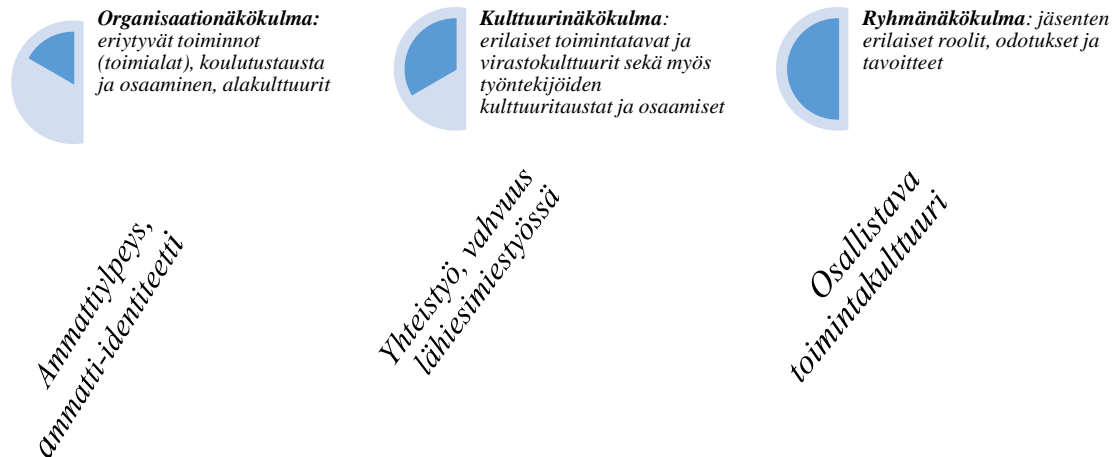 Organisaationäkökulma:
eriytyvät toiminnot
(toimialat), koulutustausta
ja osaaminen, alakulttuurit
Kulttuurinäkökulma:
erilaiset toimintatavat ja
virastokulttuurit sekä myös
työntekijöiden
kulttuuritaustat ja osaamiset
Ryhmänäkökulma: jäsenten
erilaiset roolit, odotukset ja
tavoitteet
Ammattiylpeys,
ammatti-identiteetti
Yhteistyö, vahvuus
lähiesimiestyössä
Osallistava
toimintakulttuuri